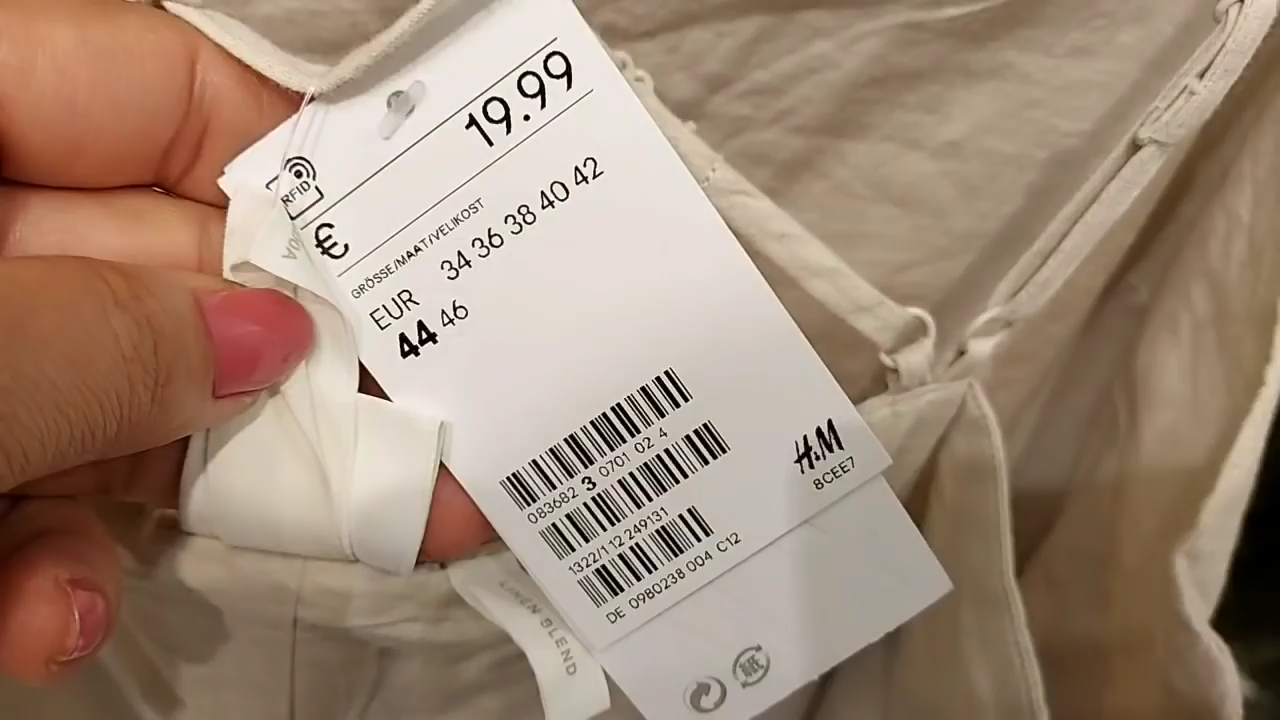 19.99
RFID
€
GRÖSSE/MAAT/VELIKOST
EUR 34 36 38 40 42
44 46
083682 3 0701 02 4
1322/1-12 249131
DE 0980238 004 C12
H&M
8CEE7
LINEN BLEND